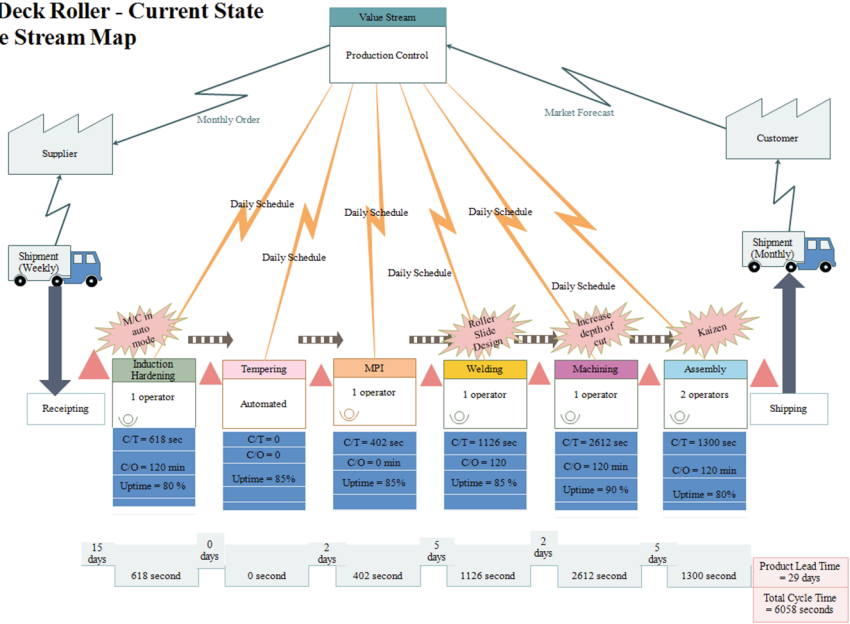 Deck Roller - Current State
e Stream Map
Value Stream
Production Control
Monthly Order
Market Forecast
Supplier
Customer
Daily Schedule
Daily Schedule
Daily Schedule
Daily Schedule
Daily Schedule
Daily Schedule
Shipment
(Weekly)
Shipment
(Monthly)
M/C in
auto
mode
Roller
Slide
Design
Increase
depth of
cut
Kaizen
Receipting
Induction
Hardening
1 operator
C/T = 618 sec
C/O = 120 min
Uptime = 80 %
Tempering
Automated
C/T = 0
C/O = 0
Uptime = 85%
MPI
1 operator
C/T = 402 sec
C/O = 0 min
Uptime = 85%
Welding
1 operator
C/T = 1126 sec
C/O = 120
Uptime = 85 %
Machining
1 operator
C/T = 2612 sec
C/O = 120 min
Uptime = 90 %
Assembly
2 operators
C/T = 1300 sec
C/O = 120 min
Uptime = 80%
Shipping
15
days
618 second
0
days
0 second
2
days
402 second
5
days
1126 second
2
days
2612 second
5
days
1300 second
Product Lead Time
= 29 days
Total Cycle Time
= 6058 seconds